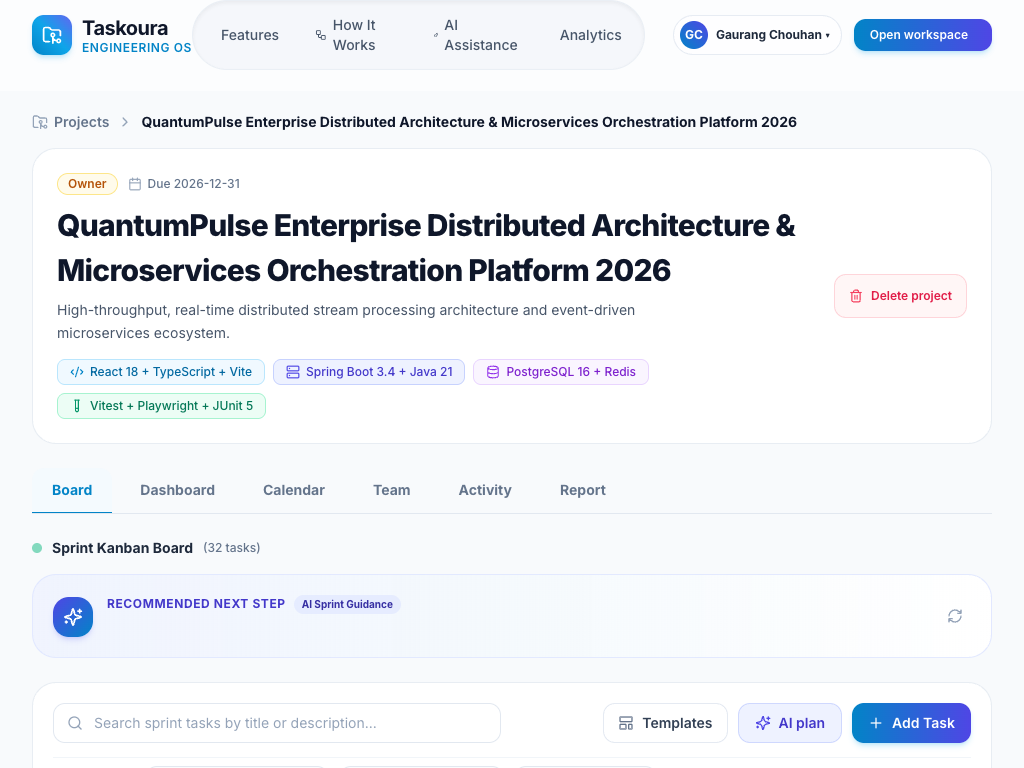 Taskoura
ENGINEERING OS
Features
How It
Works
AI
Assistance
Analytics
GC
Gaurang Chouhan ▾
Open workspace
Projects
QuantumPulse Enterprise Distributed Architecture & Microservices Orchestration Platform 2026
Owner
Due 2026-12-31
QuantumPulse Enterprise Distributed Architecture &
Microservices Orchestration Platform 2026
High-throughput, real-time distributed stream processing architecture and event-driven
microservices ecosystem.
Delete project
React 18 + TypeScript + Vite
Spring Boot 3.4 + Java 21
PostgreSQL 16 + Redis
Vitest + Playwright + JUnit 5
Board
Dashboard
Calendar
Team
Activity
Report
Sprint Kanban Board (32 tasks)
RECOMMENDED NEXT STEP
AI Sprint Guidance
Search sprint tasks by title or description...
Templates
AI plan
Add Task